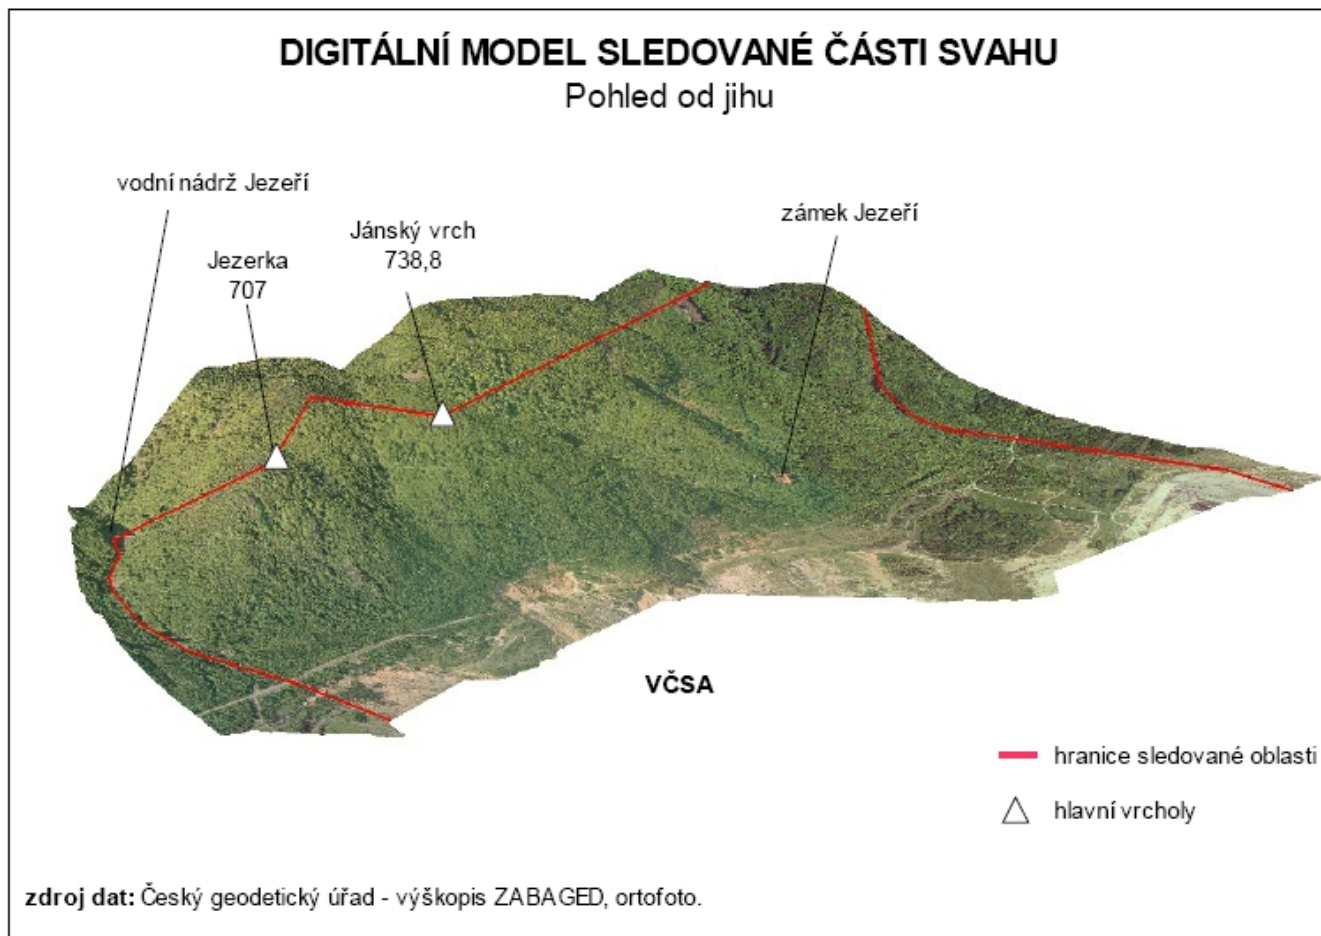 DIGITÁLNÍ MODEL SLEDOVANÉ ČÁSTI SVAHU
Pohled od jihu
vodní nádrž Jezeří
Jezerka
707
Jánský vrch
738,8
zámek Jezeří
VČSA
hranice sledované oblasti
hlavní vrcholy
zdroj dat: Český geodetický úřad - výškopis ZABAGED, ortofoto.